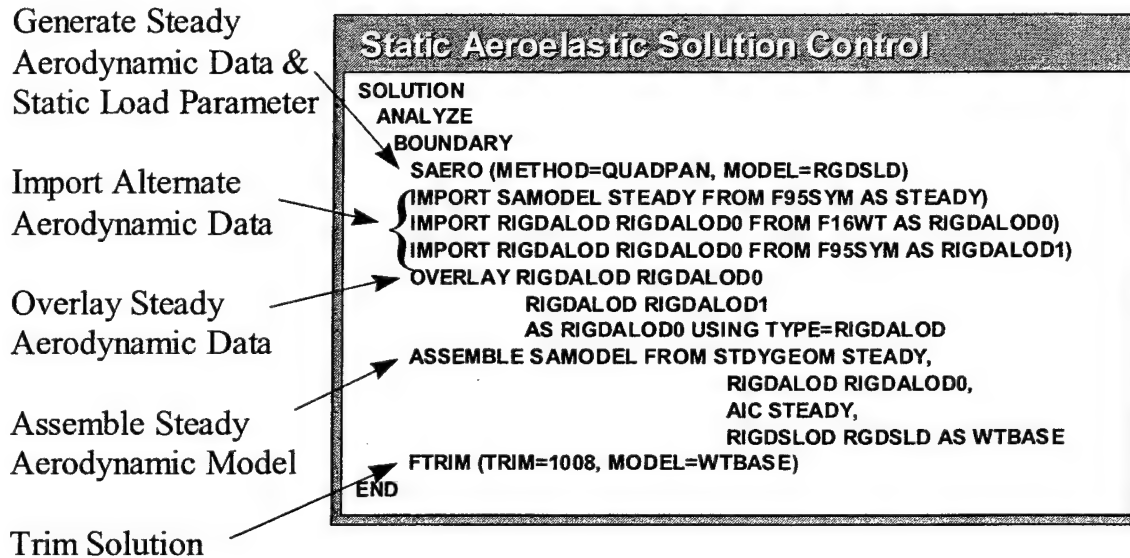 Generate Steady
Aerodynamic Data &
Static Load Parameter
Import Alternate
Aerodynamic Data
Overlay Steady
Aerodynamic Data
Assemble Steady
Aerodynamic Model
Trim Solution
Static Aeroelastic Solution Control
SOLUTION
ANALYZE
BOUNDARY
SAERO (METHOD=QUADPAN, MODEL=RGDSLD)
IMPORT SAMODEL STEADY FROM F95SYM AS STEADY)
IMPORT RIGDALOD RIGDALOD0 FROM F16WT AS RIGDALOD0)
IMPORT RIGDALOD RIGDALOD0 FROM F95SYM AS RIGDALOD1)
OVERLAY RIGDALOD RIGDALOD0
RIGDALOD RIGDALOD1
AS RIGDALOD0 USING TYPE=RIGDALOD
ASSEMBLE SAMODEL FROM STDYGEOM STEADY,
RIGDALOD RIGDALOD0,
AIC STEADY,
RIGDSLOD RGDSLD AS WTBASE
FTRIM (TRIM=1008, MODEL=WTBASE)
END